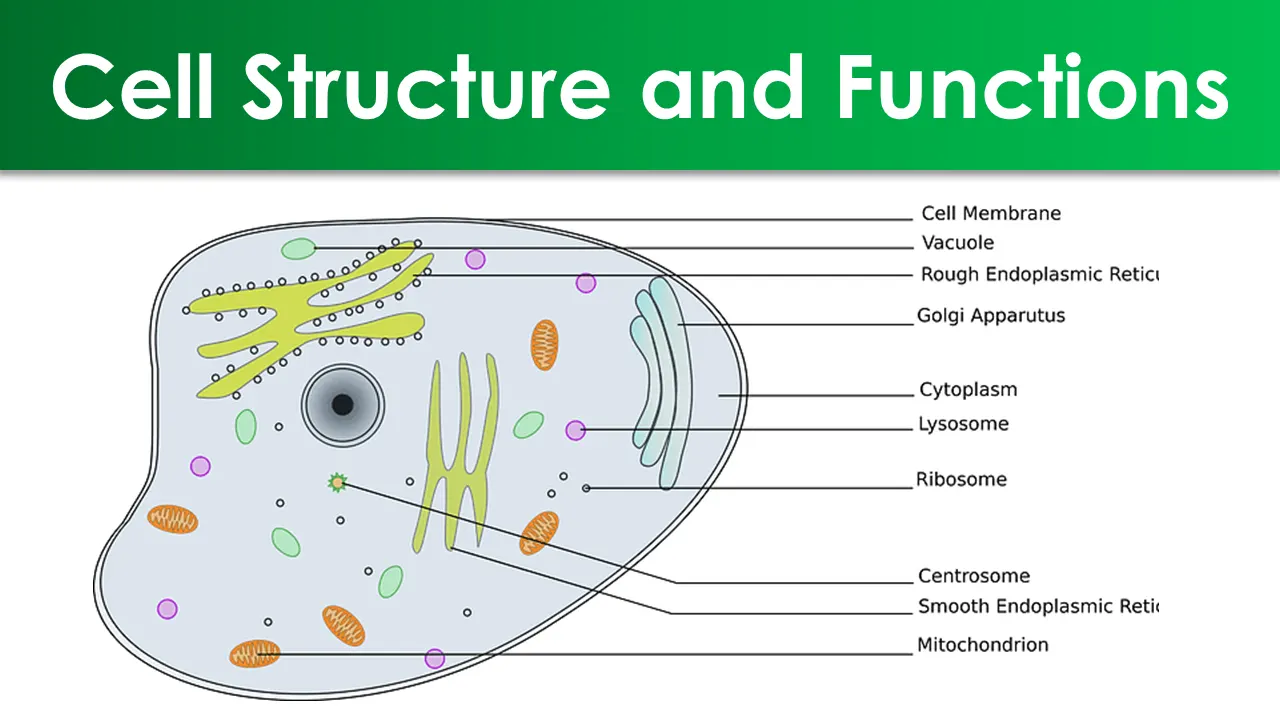 Cell Structure and Functions
Cell Membrane
Vacuole
Rough Endoplasmic Reticu
Golgi Apparutus
Cytoplasm
Lysosome
Ribosome
Centrosome
Smooth Endoplasmic Retic
Mitochondrion